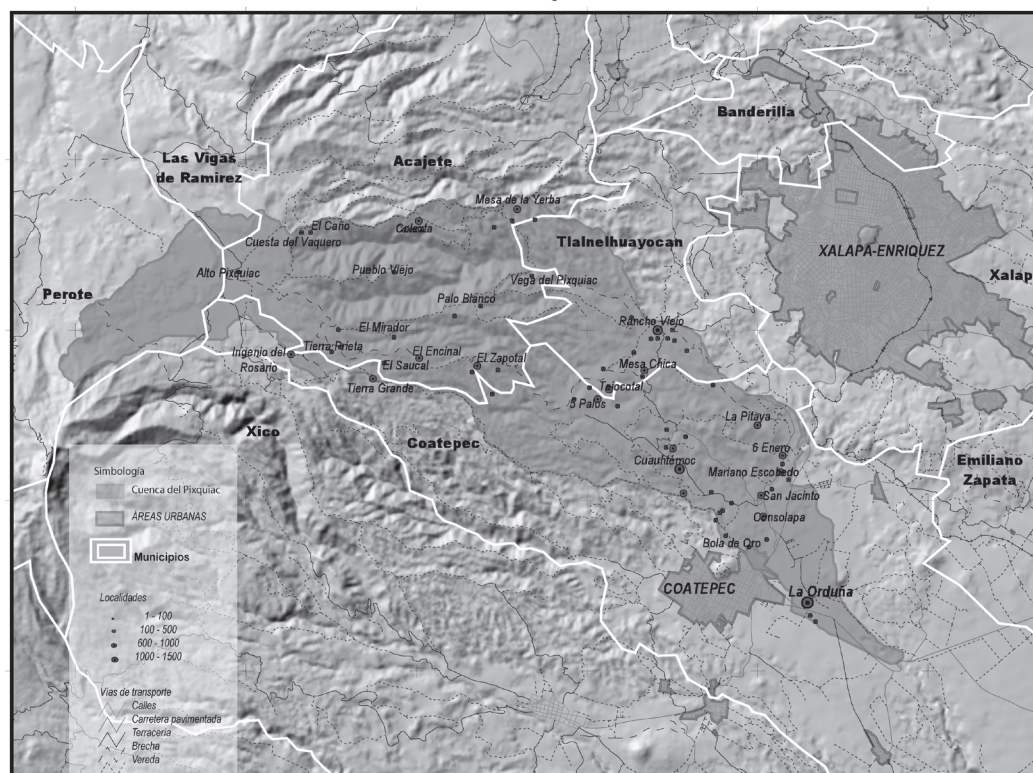 Banderilla
Las Vigas
de Ramirez
Acajete
Mesa de la Yerba
El Caño
Colonia
Cuesta del Vaquero
Tlalnelhuayocan
XALAPA-ENRIQUEZ
Xalap
Alto Pixquiac
Pueblo Viejo
Vega del Pixquiac
Perote
Palo Blanco
El Mirador
Rancho Viejo
Ingenio del
Rosario
Tierra Prieta
El Encinal
El Zapotal
El Saucal
Mesa Chica
Tierra Grande
Tejocotal
5 Palos
La Pitaya
Xico
Coatepec
6 Enero
Cuauhtémoc
Mariano Escobedo
Emiliano
Zapata
San Jacinto
Consolapa
Bola de Oro
COATEPEC
La Orduña
Simbología
Cuenca del Pixquiac
ÁREAS URBANAS
Municipios
Localidades
1 - 100
100 - 500
600 - 1000
1000 - 1500
Vias de transporte
Calles
Carretera pavimentada
Terracería
Brecha
Vereda